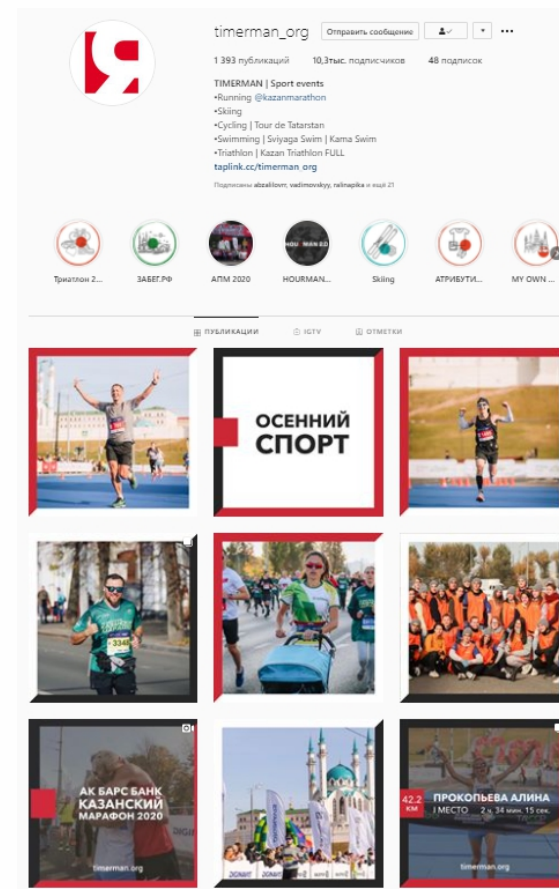 timerman_org
Отправить сообщение
1 393 публикаций
10,3тыс. подписчиков
48 подписок
TIMERMAN | Sport events
•Running @kazanmarathon
•Skiing
•Cycling | Tour de Tatarstan
•Swimming | Sviyaga Swim | Kama Swim
•Triathlon | Kazan Triathlon FULL
taplink.cc/timerman_org
Подписаны abzalilovrr, vadimovskyy, ralinapika и ещё 21
Триатлон 2...
ЗАБЕГ.РФ
АПМ 2020
HOURMAN...
Skiing
АТРИБУТИ...
MY OWN ...
ПУБЛИКАЦИИ
IGTV
ОТМЕТКИ
ОСЕННИЙ
СПОРТ
3348
АК БАРС БАНК
КАЗАНСКИЙ
МАРАФОН 2020
timerman.org
TIMERMAN
42.2
КМ
ПРОКОПЬЕВА АЛИНА
I МЕСТО 2 ч. 34 мин. 15 сек.
timerman.org